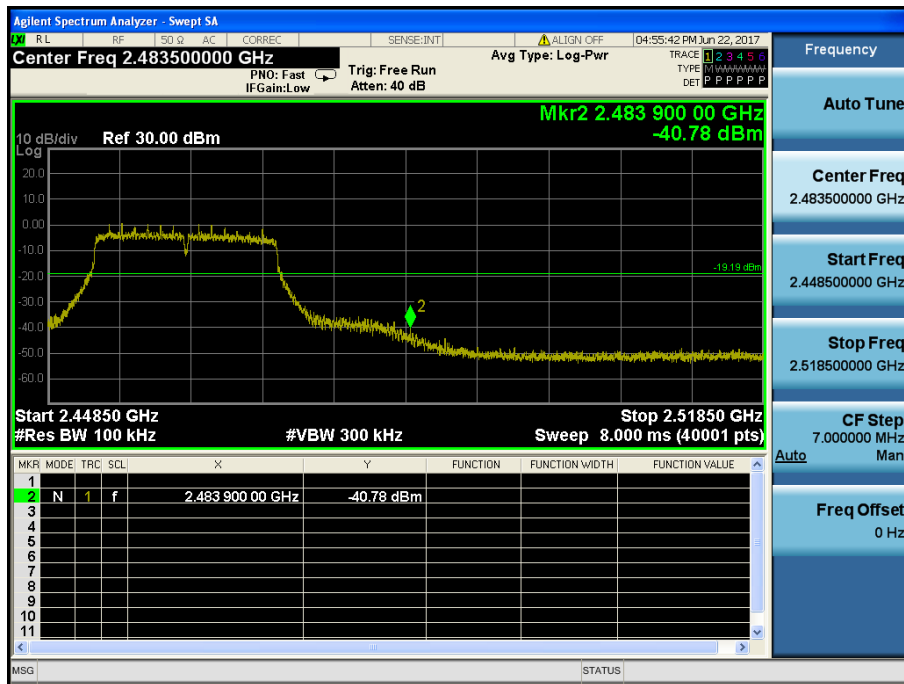 Agilent Spectrum Analyzer - Swept SA
LXI RL RF 50 Ω AC CORREC SENSE:INT ALIGN OFF 04:55:42 PM Jun 22, 2017
Center Freq 2.483500000 GHz
PNO: Fast
IFGain:Low
Trig: Free Run
Atten: 40 dB
Avg Type: Log-Pwr
TRACE 1 2 3 4 5 6
TYPE M WWWWW
DET P P P P P P
Mkr2 2.483 900 00 GHz
-40.78 dBm
10 dB/div Ref 30.00 dBm
Log
20.0
10.0
0.00
-10.0
-20.0
-30.0
-40.0
-50.0
-60.0
-19.19 dBm
2
Start 2.44850 GHz Stop 2.51850 GHz
#Res BW 100 kHz #VBW 300 kHz Sweep 8.000 ms (40001 pts)
MKR MODE TRC SCL X Y FUNCTION FUNCTION WIDTH FUNCTION VALUE
1
2 N 1 f 2.483 900 00 GHz -40.78 dBm
3
4
5
6
7
8
9
10
11
MSG STATUS
Frequency
Auto Tune
Center Freq
2.483500000 GHz
Start Freq
2.448500000 GHz
Stop Freq
2.518500000 GHz
CF Step
7.000000 MHz
Auto Man
Freq Offset
0 Hz